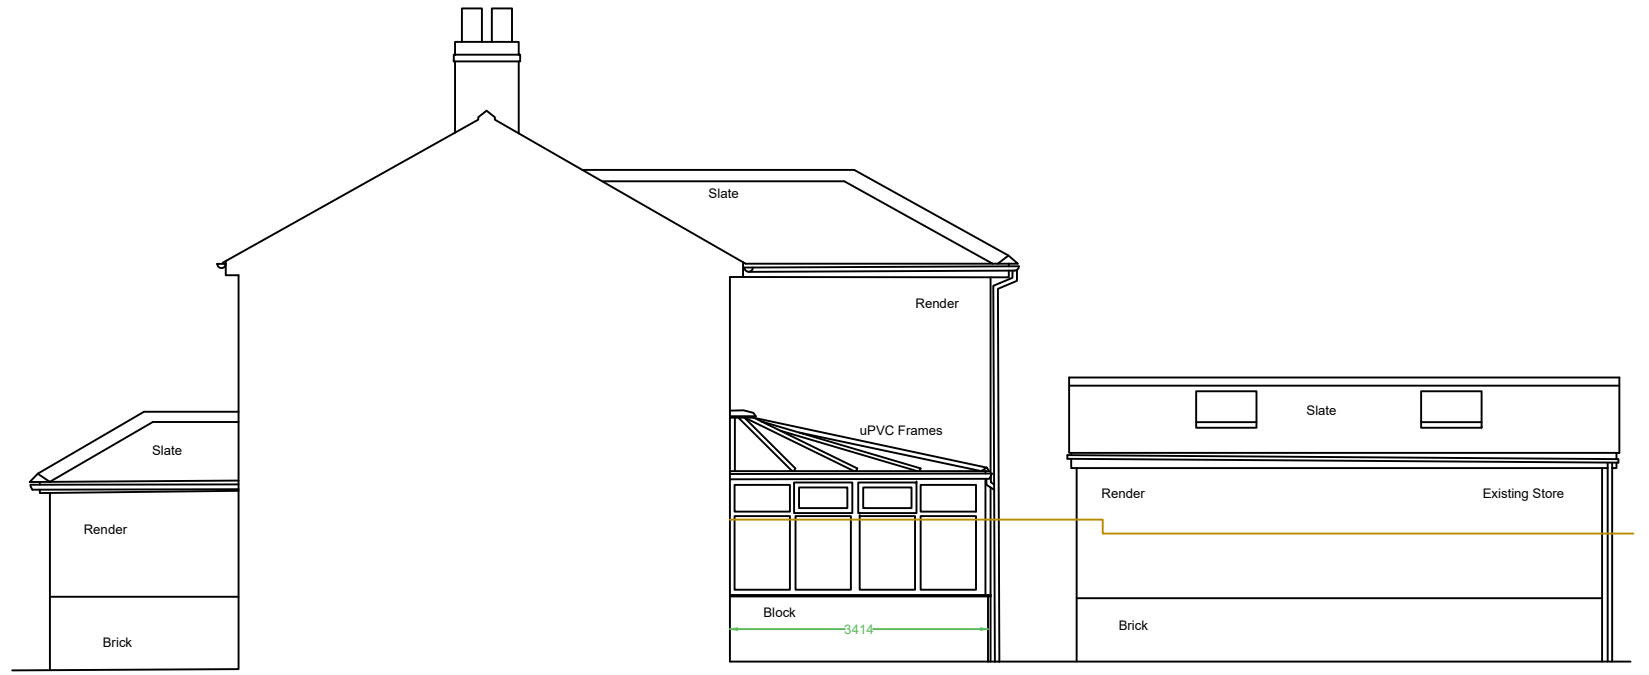 Slate
Render
uPVC Frames
Slate
Slate
Render
Existing Store
Render
Block
3414
Brick
Brick